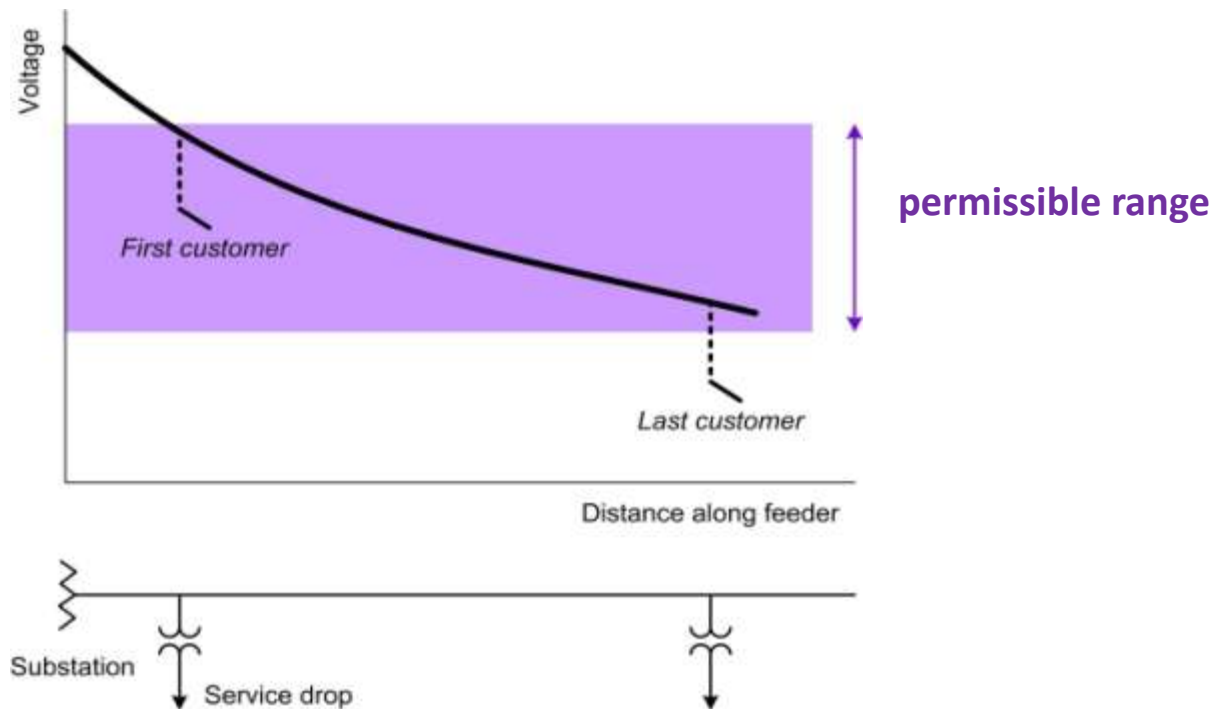 Voltage
permissible range
First customer
Last customer
Distance along feeder
Substation
Service drop